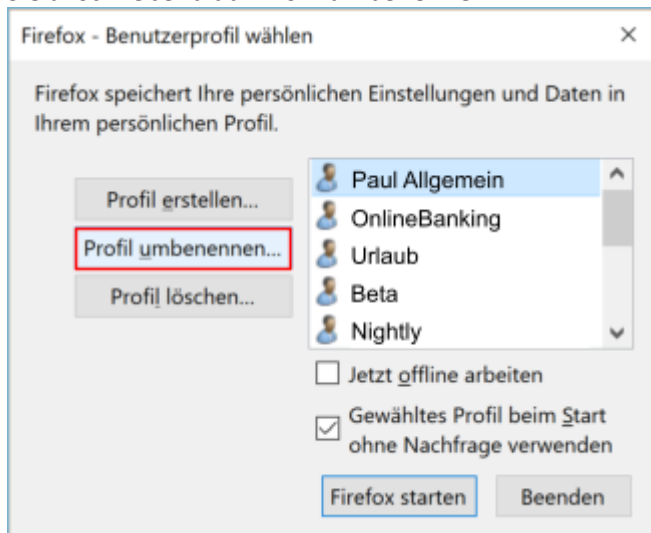 Firefox - Benutzerprofil wählen
Firefox speichert Ihre persönlichen Einstellungen und Daten in
Ihrem persönlichen Profil.
Profil erstellen...
Profil umbenennen...
Profil löschen...
Paul Allgemein
OnlineBanking
Urlaub
Beta
Nightly
Jetzt offline arbeiten
Gewähltes Profil beim Start
ohne Nachfrage verwenden
Firefox starten
Beenden